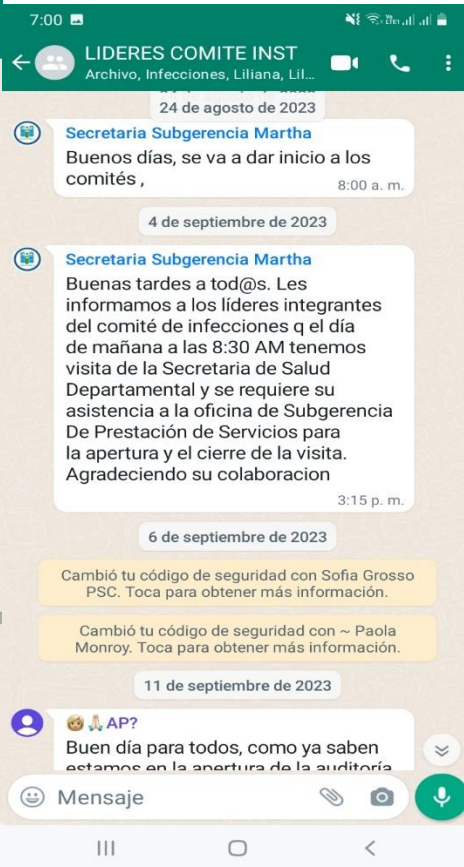 7:00
LIDERES COMITE INST
Archivo, Infecciones, Liliana, Lil...
24 de agosto de 2023
Secretaria Subgerencia Martha
Buenos días, se va a dar inicio a los
comités ,
8:00 a. m.
4 de septiembre de 2023
Secretaria Subgerencia Martha
Buenas tardes a tod@s. Les
informamos a los líderes integrantes
del comité de infecciones q el día
de mañana a las 8:30 AM tenemos
visita de la Secretaria de Salud
Departamental y se requiere su
asistencia a la oficina de Subgerencia
De Prestación de Servicios para
la apertura y el cierre de la visita.
Agradeciendo su colaboracion
3:15 p. m.
6 de septiembre de 2023
Cambió tu código de seguridad con Sofia Grosso
PSC. Toca para obtener más información.
Cambió tu código de seguridad con ~ Paola
Monroy. Toca para obtener más información.
11 de septiembre de 2023
AP?
Buen día para todos, como ya saben
estamos en la apertura de la auditoría
Mensaje